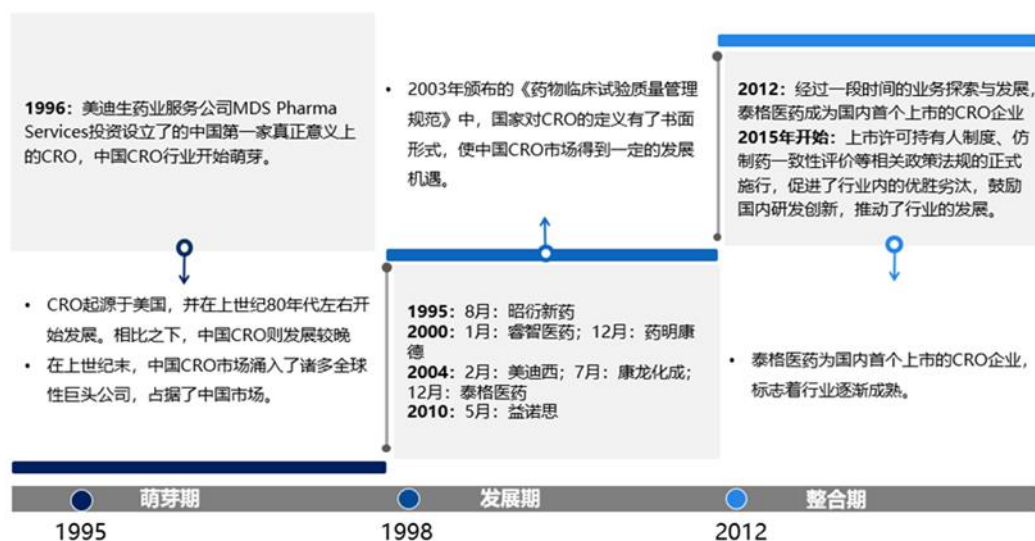 1996：美迪生药业服务公司MDS Pharma
Services投资设立了的中国第一家真正意义上
的CRO，中国CRO行业开始萌芽。
• CRO起源于美国，并在上世纪80年代左右开
始发展。相比之下，中国CRO则发展较晚
• 在上世纪末，中国CRO市场涌入了诸多全球
性巨头公司，占据了中国市场。
• 2003年颁布的《药物临床试验质量管理
规范》中，国家对CRO的定义有了书面
形式，使中国CRO市场得到一定的发展
机遇。
1995：8月：昭衍新药
2000：1月：睿智医药；12月：药明康
德
2004：2月：美迪西；7月：康龙化成；
12月：泰格医药
2010：5月：益诺思
2012：经过一段时间的业务探索与发展，
泰格医药成为国内首个上市的CRO企业
2015年开始：上市许可持有人制度、仿
制药一致性评价等相关政策法规的正式
施行，促进了行业内的优胜劣汰，鼓励
国内研发创新，推动了行业的发展。
• 泰格医药为国内首个上市的CRO企业，
标志着行业逐渐成熟。
萌芽期
发展期
整合期
1995
1998
2012